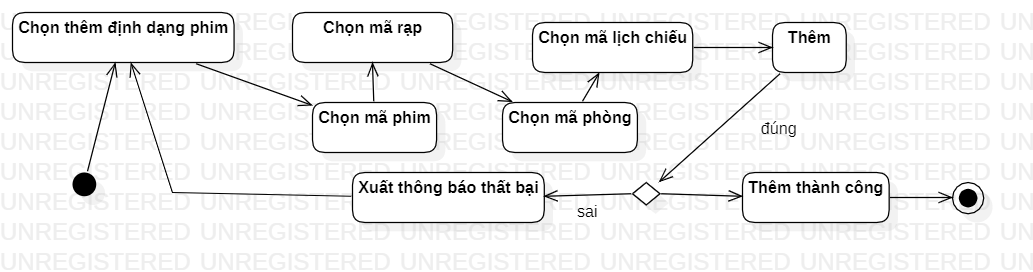 Chọn thêm định dạng phim
Chọn mã rạp
Chọn mã lịch chiếu
Thêm
Chọn mã phim
Chọn mã phòng
đúng
Xuất thông báo thất bại
sai
Thêm thành công
UNREGISTERED UNREGISTERED UNREGISTERED UNREGISTERED UNREGISTERED